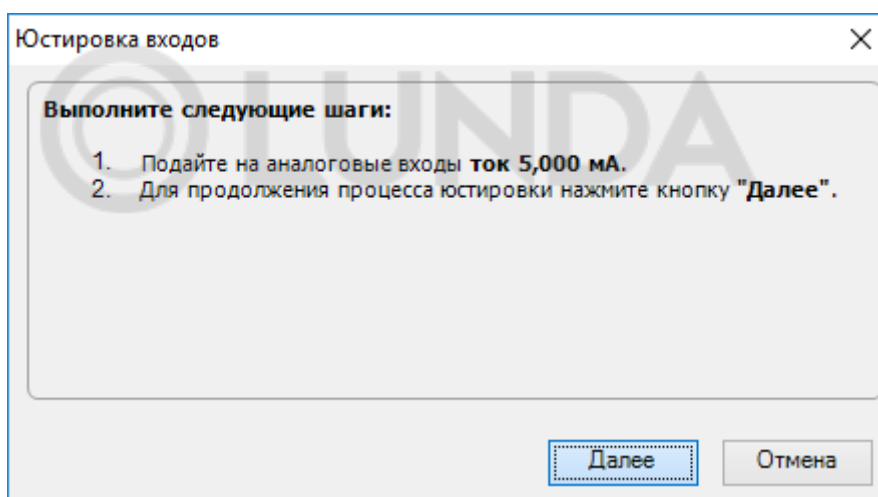 Юстировка входов
LUNDA
Выполните следующие шаги:
1. Подайте на аналоговые входы ток 5,000 мА.
2. Для продолжения процесса юстировки нажмите кнопку "Далее".
Далее Отмена